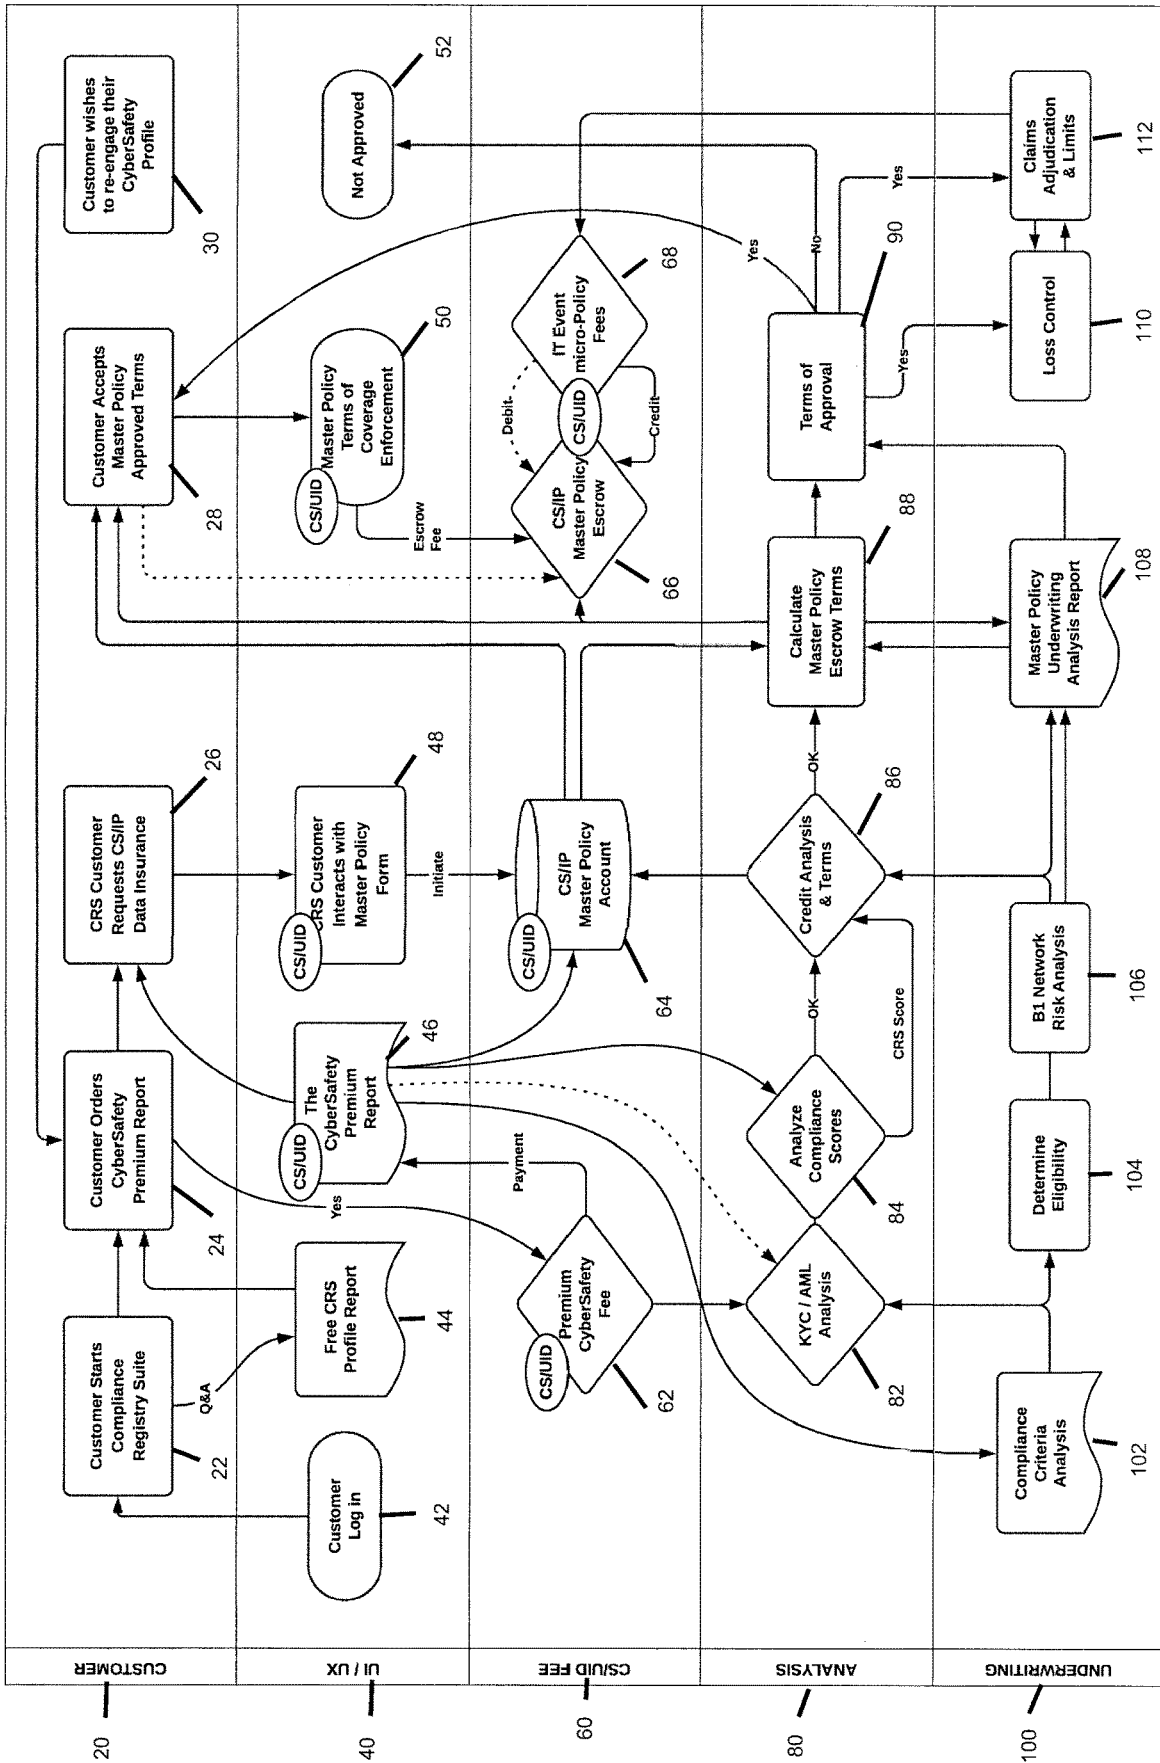 20
CUSTOMER
Customer Starts
Compliance
Registry Suite
22
Q&A
Customer Orders
CyberSafety
Premium Report
24
CRS Customer
Requests CS/IP
Data Insurance
26
Customer Accepts
Master Policy
Approved Terms
28
Customer wishes
to re-engage their
CyberSafety
Profile
30
40
UI / UX
Customer
Log in
42
Free CRS
Profile Report
44
Yes
CS/UID
The
CyberSafety
Premium
Report
46
CS/UID
CRS Customer
Interacts with
Master Policy
Form
48
Initiate
CS/UID
Master Policy
Terms of
Coverage
Enforcement
50
Escrow
Fee
Not Approved
52
60
CS/UID FEE
CS/UID
Premium
CyberSafety
Fee
62
Payment
CS/UID
CS/IP
Master Policy
Account
64
CS/IP
Master Policy
Escrow
66
CS/UID
Debit
Credit
IT Event
micro-Policy
Fees
68
80
ANALYSIS
KYC / AML
Analysis
82
Analyze
Compliance
Scores
84
OK
CRS Score
Credit Analysis
& Terms
86
OK
Calculate
Master Policy
Escrow Terms
88
Terms of
Approval
90
Yes
No
Yes
Yes
100
UNDERWRITING
Compliance
Criteria
Analysis
102
Determine
Eligibility
104
B1 Network
Risk Analysis
106
Master Policy
Underwriting
Analysis Report
108
Loss Control
110
Claims
Adjudication
& Limits
112